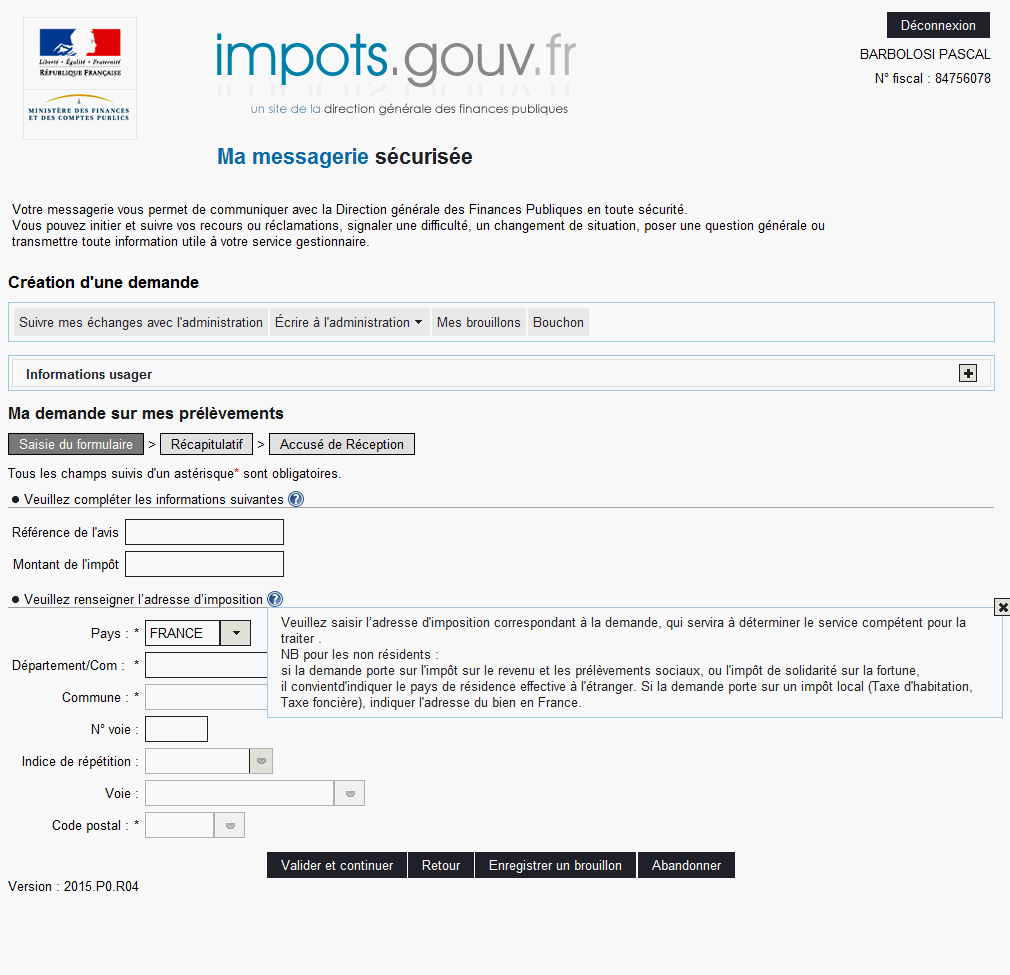 Déconnexion
BARBOLOSI PASCAL
N° fiscal : 84756078
Liberté • Égalité • Fraternité
RÉPUBLIQUE FRANÇAISE
MINISTÈRE DES FINANCES
ET DES COMPTES PUBLICS
impots.gouv.fr
un site de la direction générale des finances publiques
Ma messagerie sécurisée
Votre messagerie vous permet de communiquer avec la Direction générale des Finances Publiques en toute sécurité.
Vous pouvez initier et suivre vos recours ou réclamations, signaler une difficulté, un changement de situation, poser une question générale ou
transmettre toute information utile à votre service gestionnaire.
Création d'une demande
Suivre mes échanges avec l'administration Écrire à l'administration Mes brouillons Bouchon
Informations usager
Ma demande sur mes prélèvements
Saisie du formulaire > Récapitulatif > Accusé de Réception
Tous les champs suivis d'un astérisque* sont obligatoires.
● Veuillez compléter les informations suivantes ?
Référence de l'avis
Montant de l'impôt
● Veuillez renseigner l'adresse d'imposition ?
Veuillez saisir l'adresse d'imposition correspondant à la demande, qui servira à déterminer le service compétent pour la
traiter .
NB pour les non résidents :
si la demande porte sur l'impôt sur le revenu et les prélèvements sociaux, ou l'impôt de solidarité sur la fortune,
il convientd'indiquer le pays de résidence effective à l'étranger. Si la demande porte sur un impôt local (Taxe d'habitation,
Taxe foncière), indiquer l'adresse du bien en France.
Pays : * FRANCE
Département/Com : *
Commune : *
N° voie :
Indice de répétition :
Voie :
Code postal : *
Valider et continuer Retour Enregistrer un brouillon Abandonner
Version : 2015.P0.R04